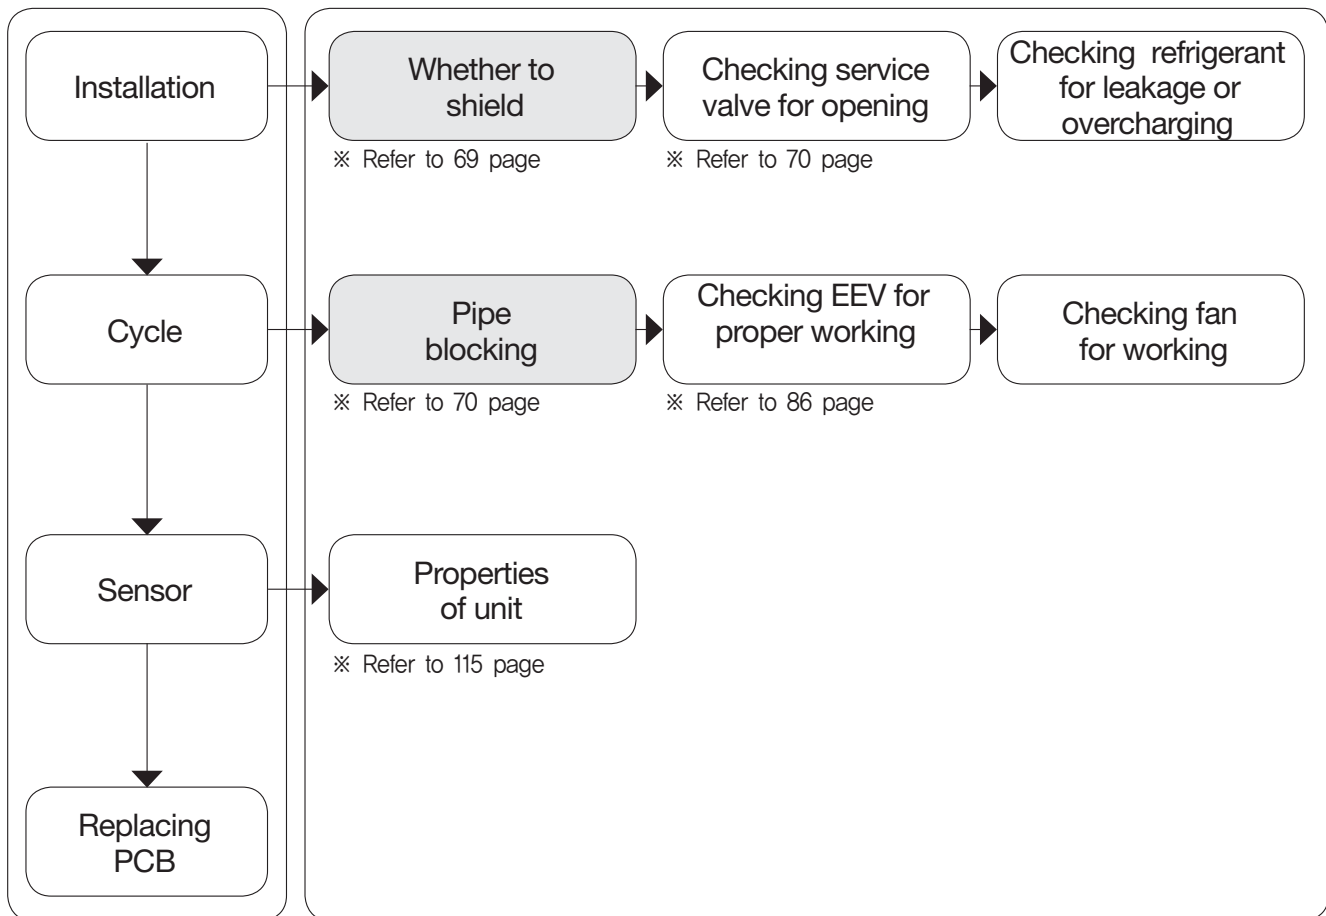 Installation
Whether to
shield
※ Refer to 69 page
Checking service
valve for opening
※ Refer to 70 page
Checking refrigerant
for leakage or
overcharging
Cycle
Pipe
blocking
※ Refer to 70 page
Checking EEV for
proper working
※ Refer to 86 page
Checking fan
for working
Sensor
Properties
of unit
※ Refer to 115 page
Replacing
PCB